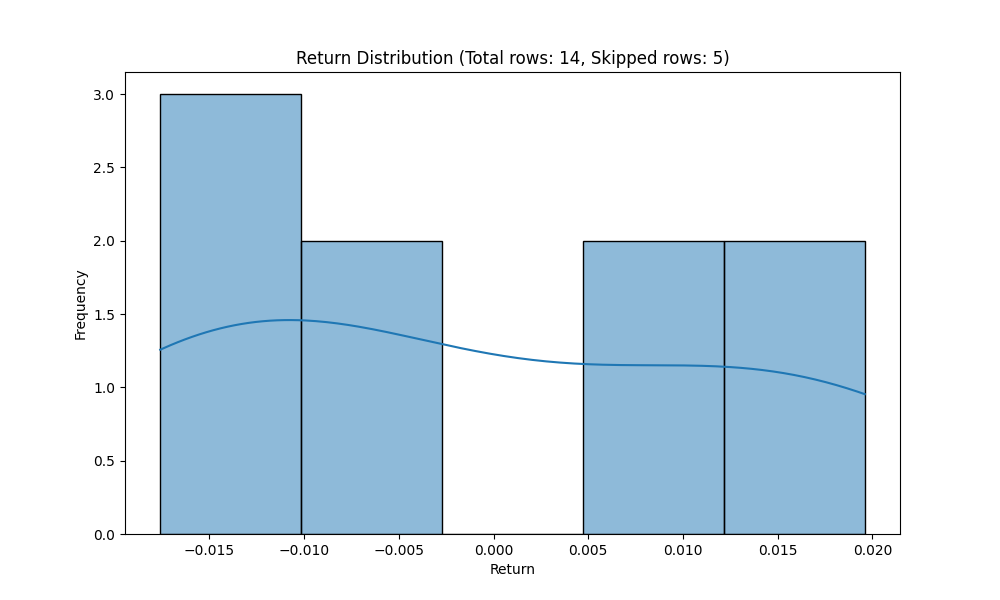 Return Distribution (Total rows: 14, Skipped rows: 5)
3.0
2.5
2.0
1.5
1.0
0.5
0.0
Frequency
−0.015 −0.010 −0.005 0.000 0.005 0.010 0.015 0.020
Return